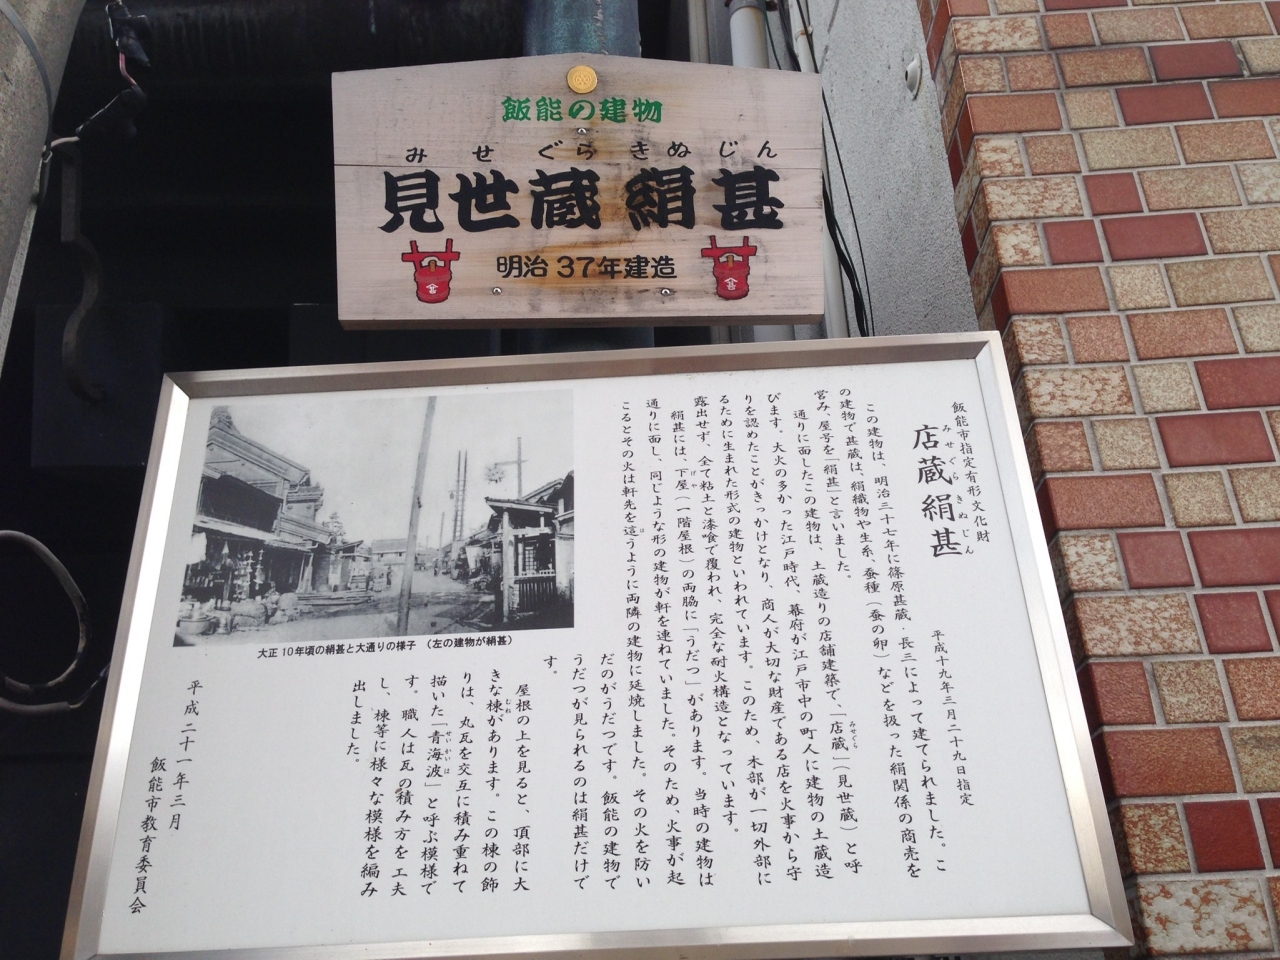 飯能の建物
みせぐらきぬじん
見世蔵絹甚
明治37年建造
飯能市指定有形文化財
みせぐらきぬじん
店蔵絹甚
平成十九年三月二十九日指定
この建物は、明治三十七年に篠原甚蔵・長三によって建てられました。こ
の建物で甚蔵は、絹織物や生糸、蚕種（蚕の卵）などを扱った絹関係の商売を
営み、屋号を「絹甚」と言いました。
通りに面したこの建物は、土蔵造りの店舗建築で、「店蔵」（見世蔵）と呼
みせぐら
びます。大火の多かった江戸時代、幕府が江戸市中の町人に建物の土蔵造
りを認めたことがきっかけとなり、商人が大切な財産である店を火事から守
るために生まれた形式の建物といわれています。このため、木部が一切外部に
露出せず、全て粘土と漆喰で覆われ、完全な耐火構造となっています。
絹甚には、下屋（一階屋根）の両脇に「うだつ」があります。当時の建物は
げや
通りに面し、同じような形の建物が軒を連ねていました。そのため、火事が起
こるとその火は軒先を這うように両隣の建物に延焼しました。その火を防い
は
だのがうだつです。飯能の建物で
うだつが見られるのは絹甚だけで
す。
屋根の上を見ると、頂部に大
きな棟があります。この棟の飾
むね
りは、丸瓦を交互に積み重ねて
描いた「青海波」と呼ぶ模様で
せいかいは
す。職人は瓦の積み方を工夫
し、棟等に様々な模様を編み
出しました。
平成二十一年三月
飯能市教育委員会
大正10年頃の絹甚と大通りの様子（左の建物が絹甚）